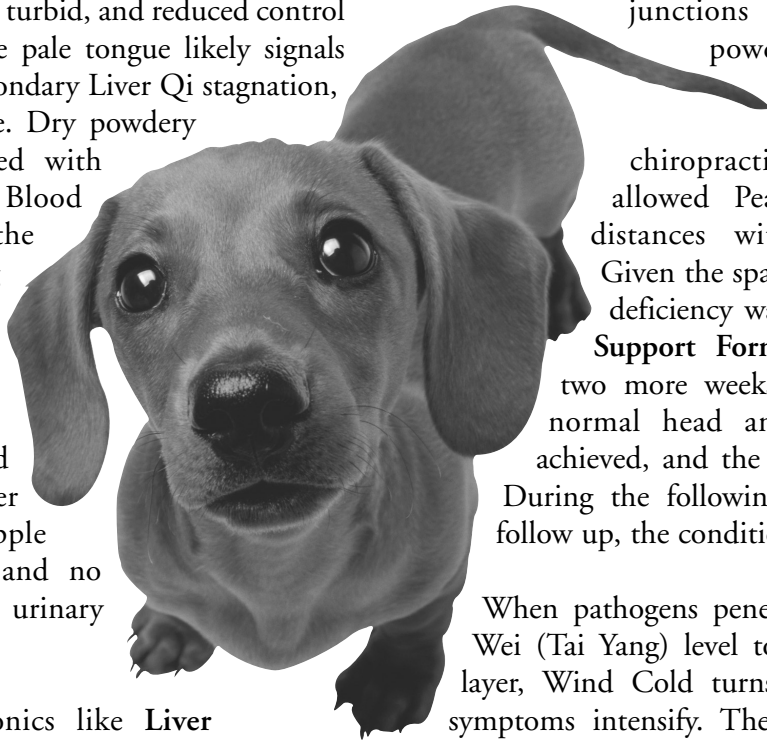 turbid, and reduced control
e pale tongue likely signals
ondary Liver Qi stagnation,
e. Dry powdery
ed with
Blood
the
d
er
and no
urinary
onics like Liver
junctions
powd
chiropracti
allowed Pea
distances wit
Given the spa
deficiency wa
Support Form
two more week
normal head an
achieved, and the
During the followin
follow up, the conditi
When pathogens pene
Wei (Tai Yang) level to
layer, Wind Cold turns
symptoms intensify. The